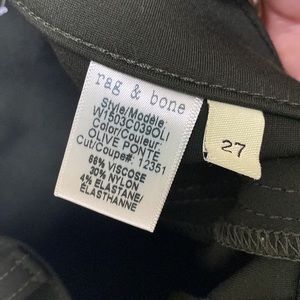 rag & bone
Style/Modele:
W1503C039OLI
Color/Couleur:
OLIVE PONTE
Cut/Coupe#: 12351
66% VISCOSE
30% NYLON
4% ELASTANE/
ELASTHANNE
27